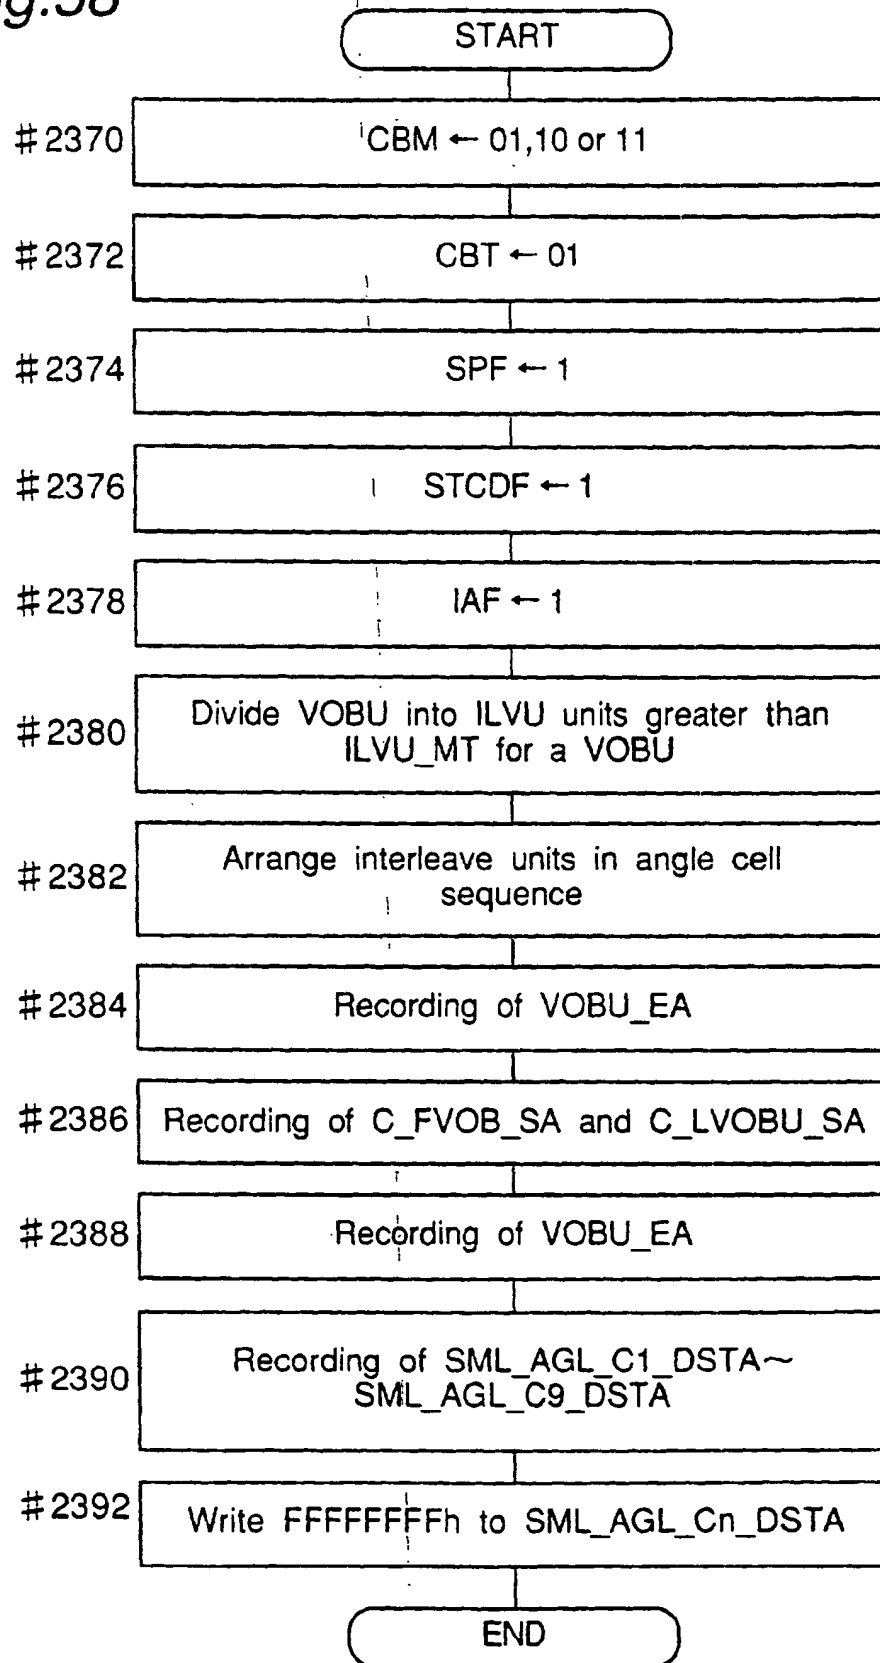 g.58
START
#2370
CBM ← 01,10 or 11
#2372
CBT ← 01
#2374
SPF ← 1
#2376
STCDF ← 1
#2378
IAF ← 1
#2380
Divide VOBU into ILVU units greater than
ILVU_MT for a VOBU
#2382
Arrange interleave units in angle cell
sequence
#2384
Recording of VOBU_EA
#2386
Recording of C_FVOB_SA and C_LVOBU_SA
#2388
Recording of VOBU_EA
#2390
Recording of SML_AGL_C1_DSTA~
SML_AGL_C9_DSTA
#2392
Write FFFFFFFFh to SML_AGL_Cn_DSTA
END